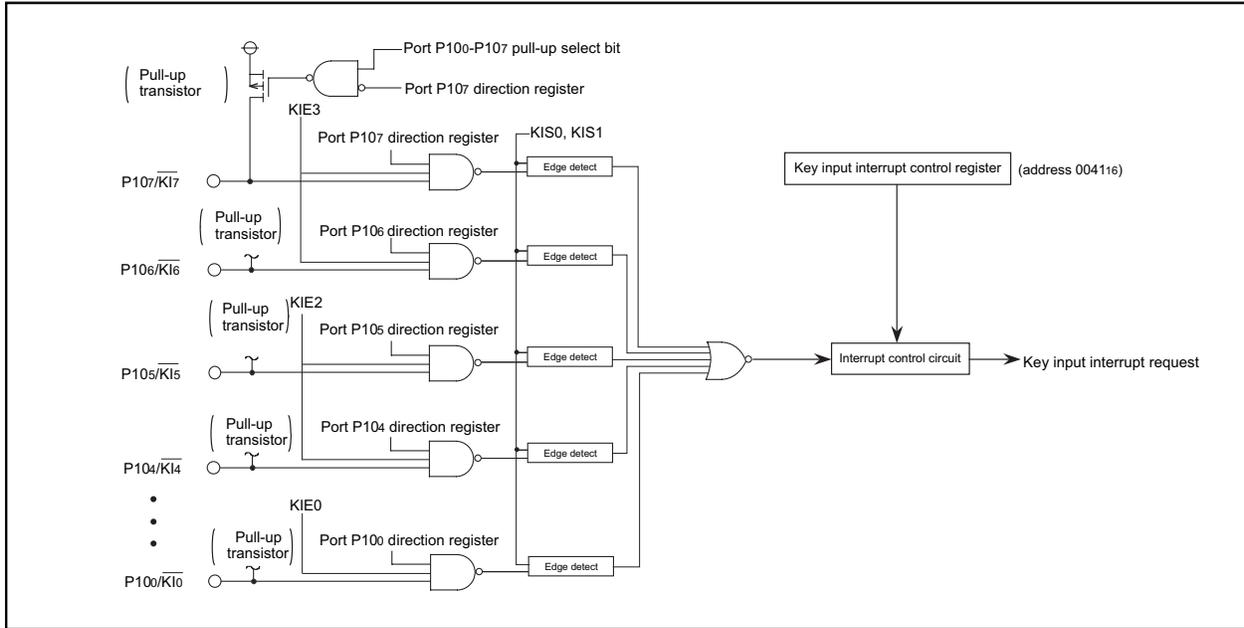 Port P100-P107 pull-up select bit
( Pull-up
transistor )
Port P107 direction register
KIE3
Port P107 direction register
KIS0, KIS1
Edge detect
P107/KI7
Key input interrupt control register
(address 004116)
( Pull-up
transistor )
Port P106 direction register
Edge detect
P106/KI6
( Pull-up
transistor )
KIE2
Port P105 direction register
Edge detect
P105/KI5
Interrupt control circuit
Key input interrupt request
( Pull-up
transistor )
Port P104 direction register
Edge detect
P104/KI4
KIE0
( Pull-up
transistor )
Port P100 direction register
Edge detect
P100/KI0